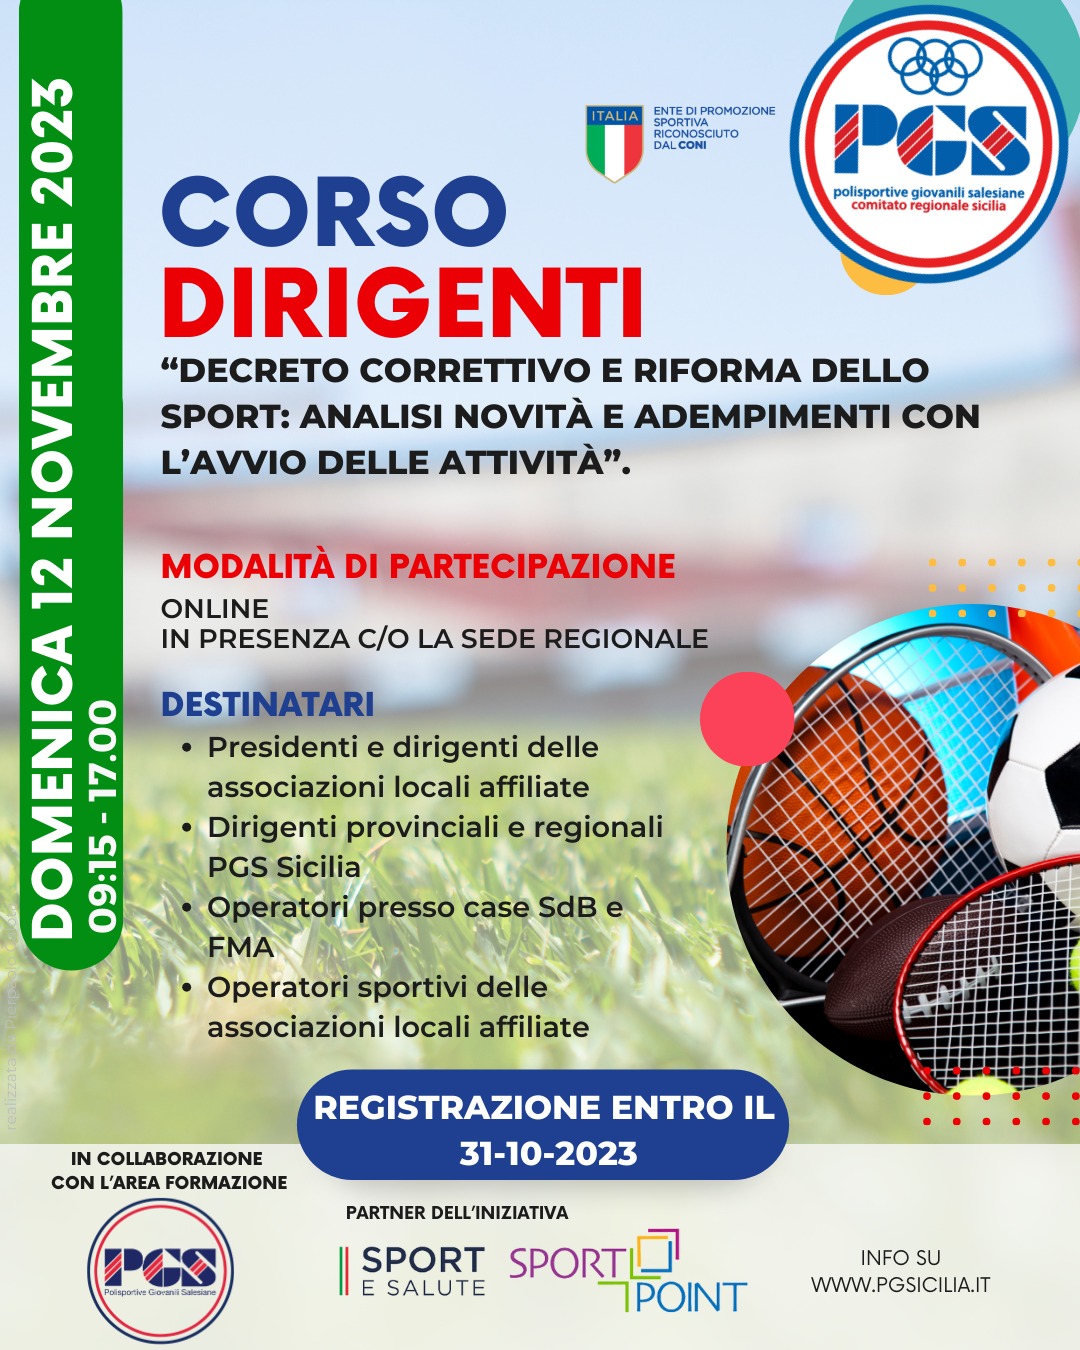 DOMENICA 12 NOVEMBRE 2023
09:15 - 17.00
ITALIA
ENTE DI PROMOZIONE
SPORTIVA
RICONOSCIUTO
DAL CONI
PGS
polisportive giovanili salesiane
comitato regionale sicilia
CORSO
DIRIGENTI
“DECRETO CORRETTIVO E RIFORMA DELLO
SPORT: ANALISI NOVITÀ E ADEMPIMENTI CON
L’AVVIO DELLE ATTIVITÀ”.
MODALITÀ DI PARTECIPAZIONE
ONLINE
IN PRESENZA C/O LA SEDE REGIONALE
DESTINATARI
• Presidenti e dirigenti delle
associazioni locali affiliate
• Dirigenti provinciali e regionali
PGS Sicilia
• Operatori presso case SdB e
FMA
• Operatori sportivi delle
associazioni locali affiliate
realizzata
REGISTRAZIONE ENTRO IL
31-10-2023
IN COLLABORAZIONE
CON L’AREA FORMAZIONE
PGS
Polisportive Giovanili Salesiane
PARTNER DELL’INIZIATIVA
SPORT
E SALUTE
SPORT
POINT
INFO SU
WWW.PGSICILIA.IT